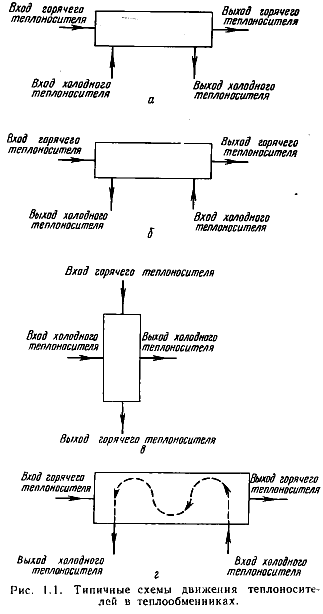 Вход горячего
теплоносителя
Выход горячего
теплоносителя
Вход холодного
теплоносителя
Выход холодного
теплоносителя
а
Вход горячего
теплоносителя
Выход горячего
теплоносителя
Выход холодного
теплоносителя
Вход холодного
теплоносителя
б
Вход горячего теплоносителя
Вход холодного
теплоносителя
Выход холодного
теплоносителя
Выход горячего теплоносителя
в
Вход горячего
теплоносителя
Выход горячего
теплоносителя
Выход холодного
теплоносителя
Вход холодного
теплоносителя
г
Рис. 1.1. Типичные схемы движения теплоносите-
лей в теплообменниках.